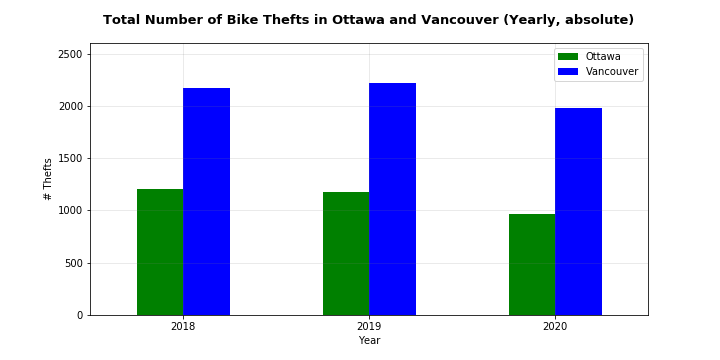 Total Number of Bike Thefts in Ottawa and Vancouver (Yearly, absolute)
Ottawa
Vancouver
2500
2000
1500
1000
500
0
# Thefts
2018 2019 2020
Year